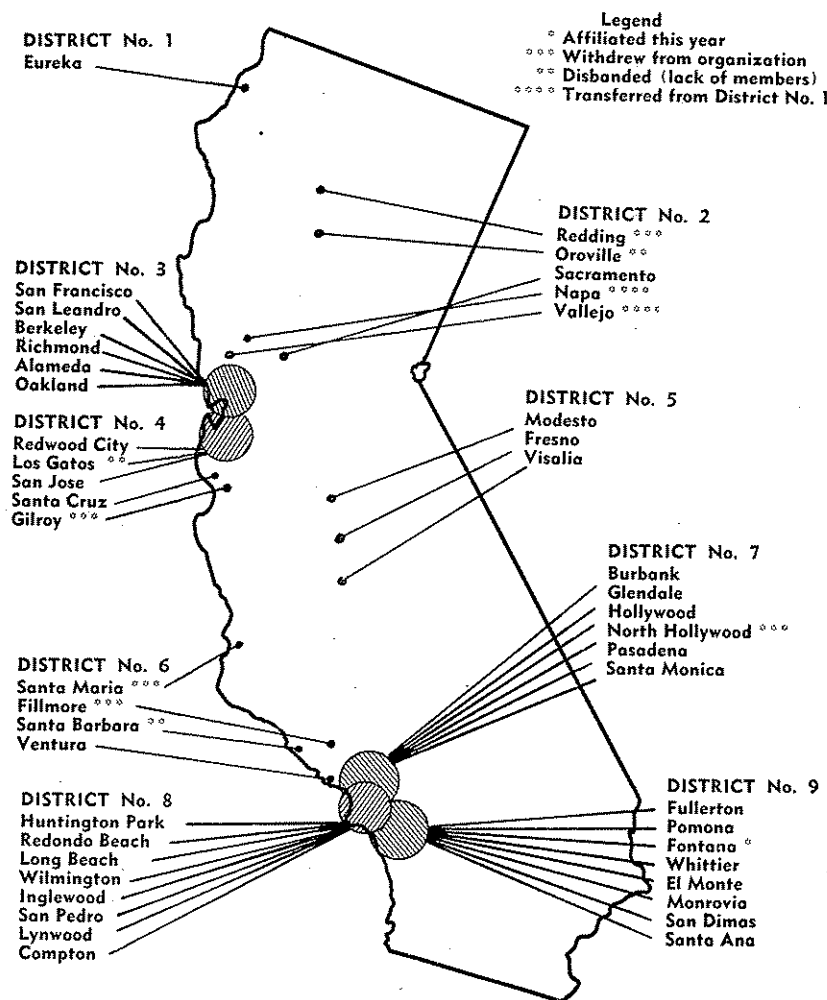 Legend
* Affiliated this year
*** Withdrew from organization
** Disbanded (lack of members)
**** Transferred from District No. 1
DISTRICT No. 1
Eureka
DISTRICT No. 2
Redding ***
Oroville **
Sacramento
Napa ****
Vallejo ****
DISTRICT No. 3
San Francisco
San Leandro
Berkeley
Richmond
Alameda
Oakland
DISTRICT No. 4
Redwood City
Los Gatos **
San Jose
Santa Cruz
Gilroy ***
DISTRICT No. 5
Modesto
Fresno
Visalia
DISTRICT No. 6
Santa Maria ***
Fillmore ***
Santa Barbara **
Ventura
DISTRICT No. 7
Burbank
Glendale
Hollywood
North Hollywood ***
Pasadena
Santa Monica
DISTRICT No. 8
Huntington Park
Redondo Beach
Long Beach
Wilmington
Inglewood
San Pedro
Lynwood
Compton
DISTRICT No. 9
Fullerton
Pomona
Fontana *
Whittier
El Monte
Monrovia
San Dimas
Santa Ana